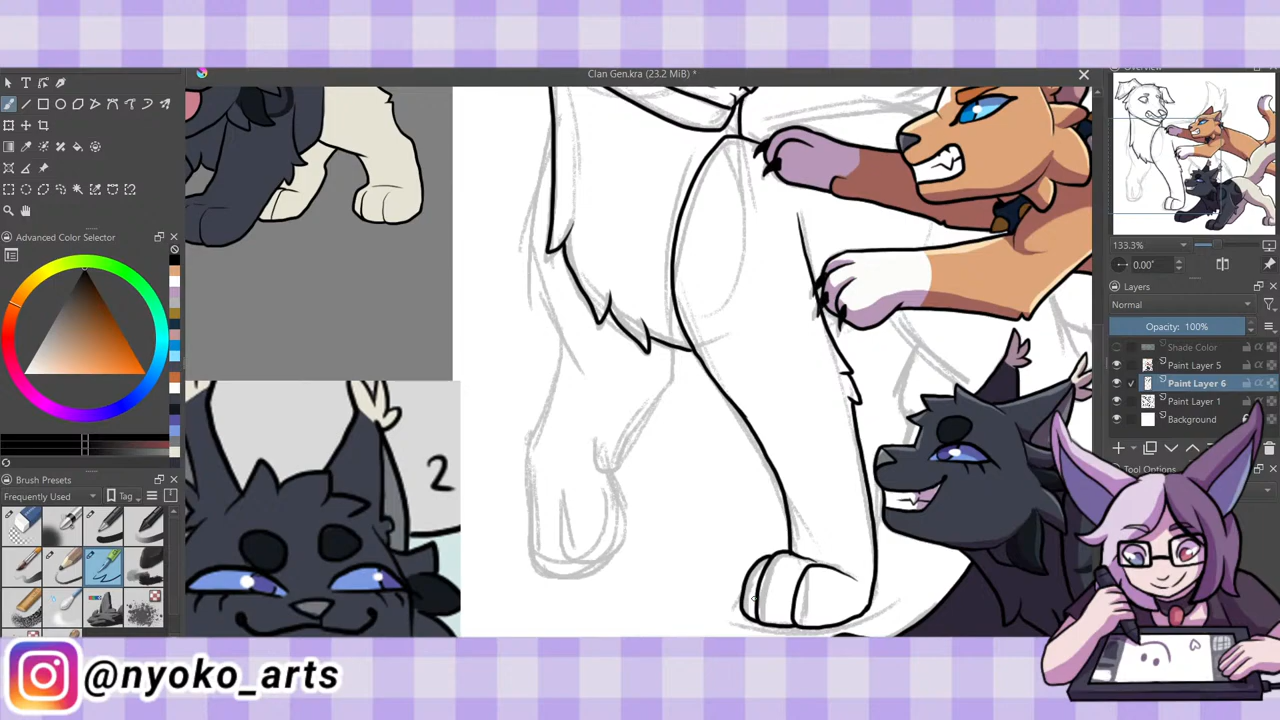 Clan Gen.kra (23.2 MiB) *
Advanced Color Selector
Brush Presets
Frequently Used
Tag
2
Overview
133.3%
0.00°
Layers
Normal
Opacity: 100%
Shade Color
Paint Layer 5
Paint Layer 6
Paint Layer 1
Background
Tool Options
@nyoko_arts